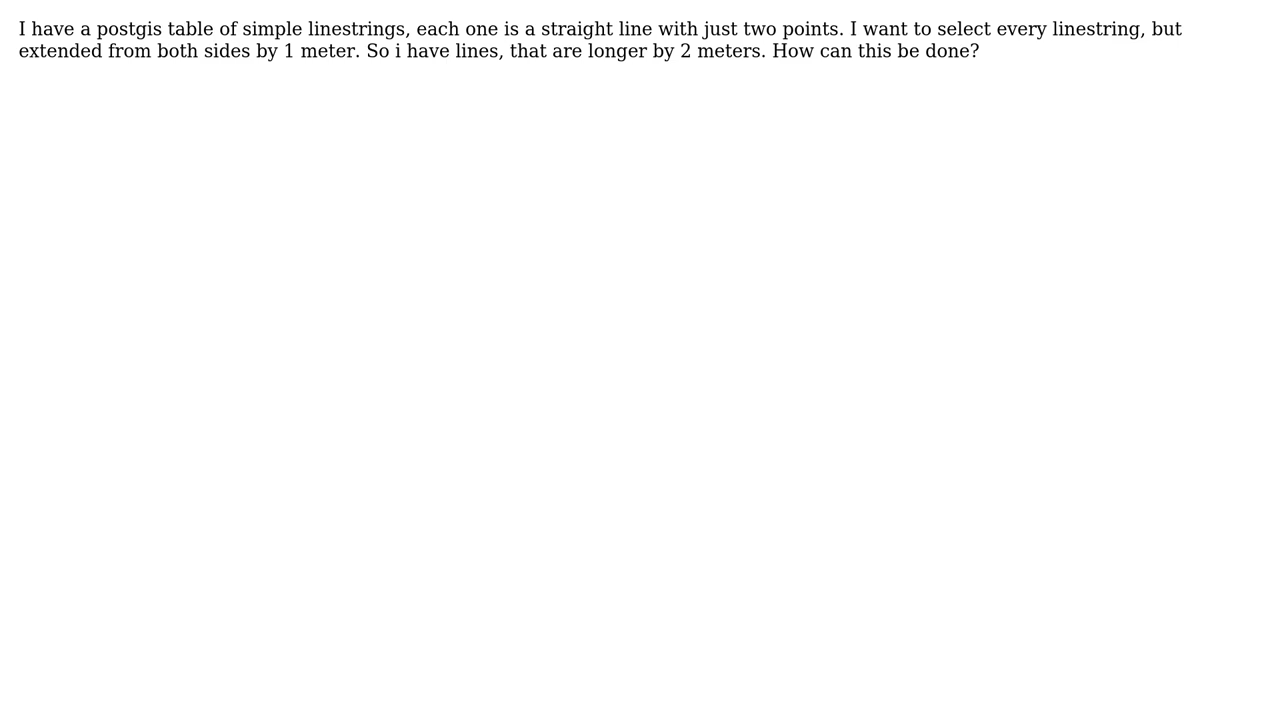 I have a postgis table of simple linestrings, each one is a straight line with just two points. I want to select every linestring, but
extended from both sides by 1 meter. So i have lines, that are longer by 2 meters. How can this be done?